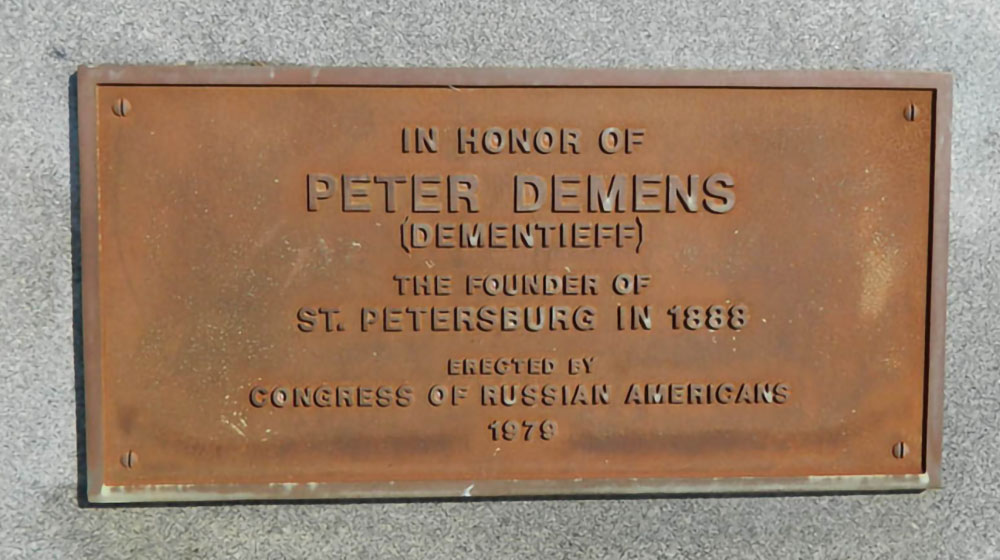 IN HONOR OF
PETER DEMENS
(DEMENTIEFF)
THE FOUNDER OF
ST. PETERSBURG IN 1888
ERECTED BY
CONGRESS OF RUSSIAN AMERICANS
1979